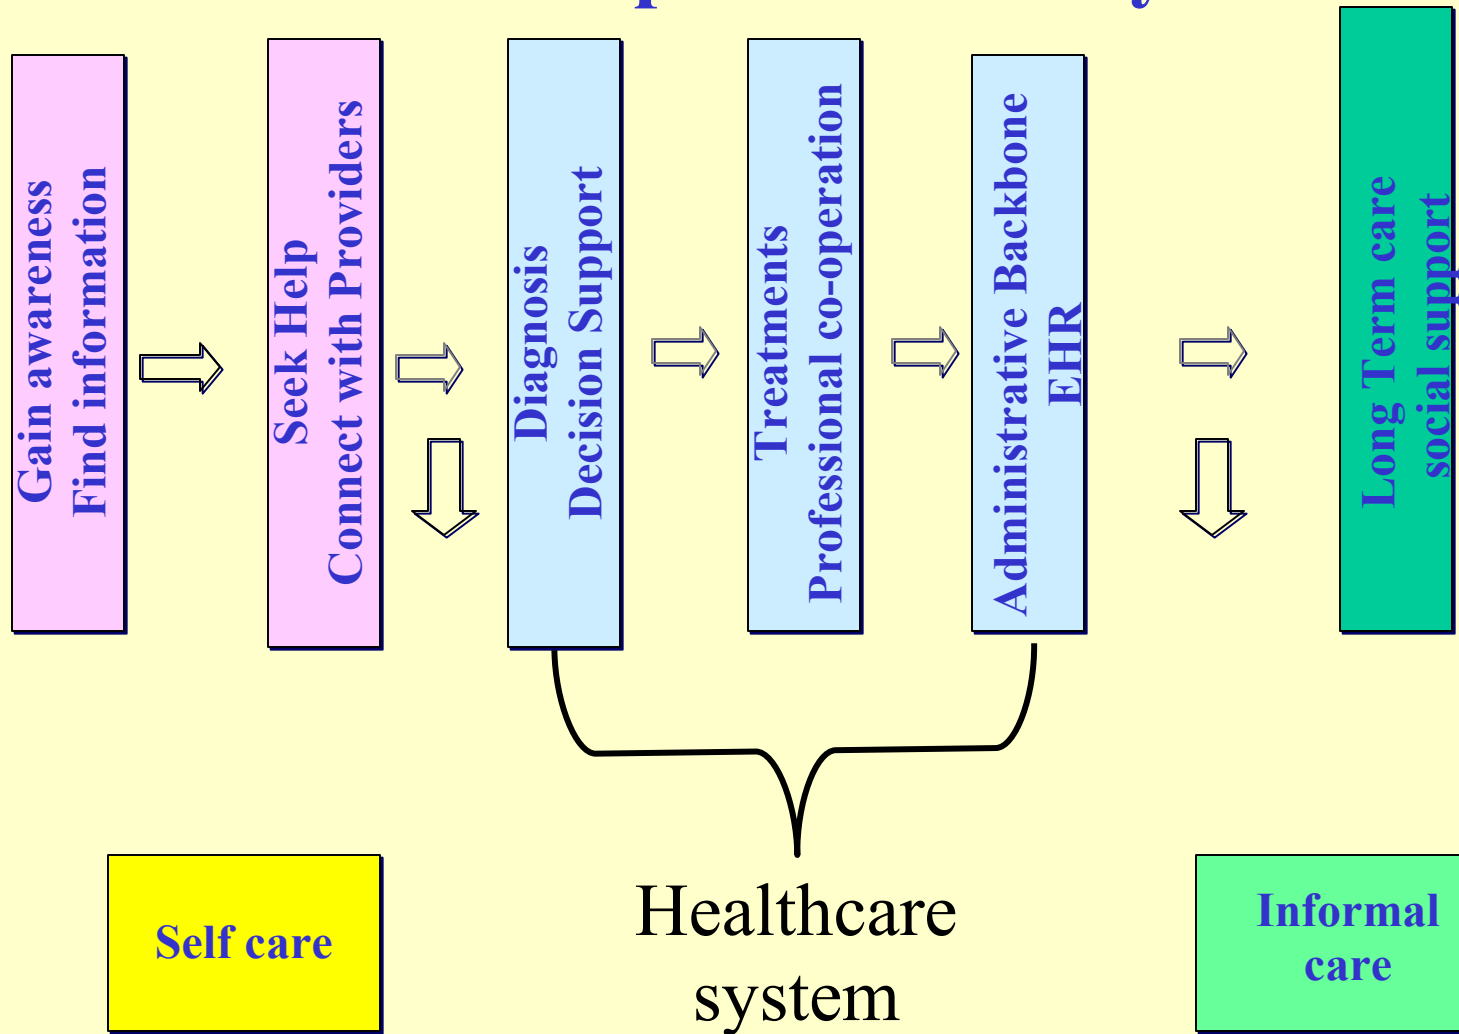 Gain awareness
Find information
Seek Help
Connect with Providers
Diagnosis
Decision Support
Treatments
Professional co-operation
Administrative Backbone
EHR
Long Term care
social support
Self care
Healthcare
system
Informal
care